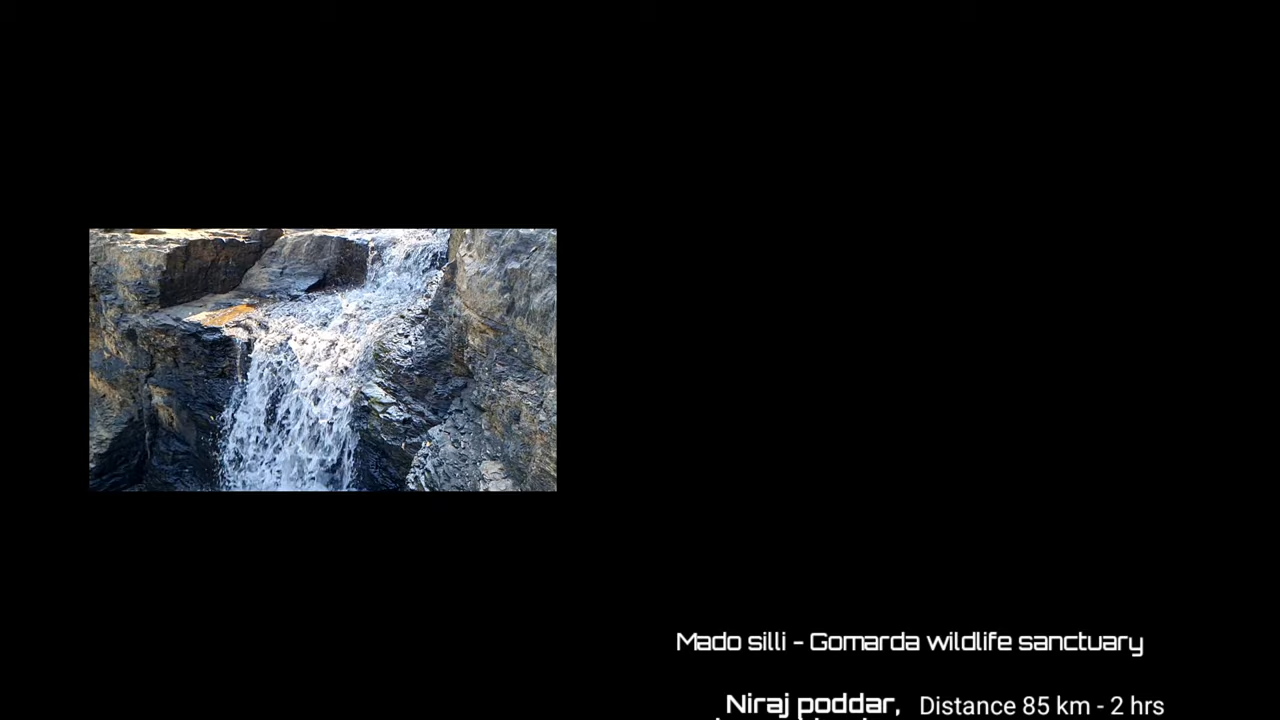 Mado silli - Gomarda wildlife sanctuary
Niraj poddar, Distance 85 km - 2 hrs